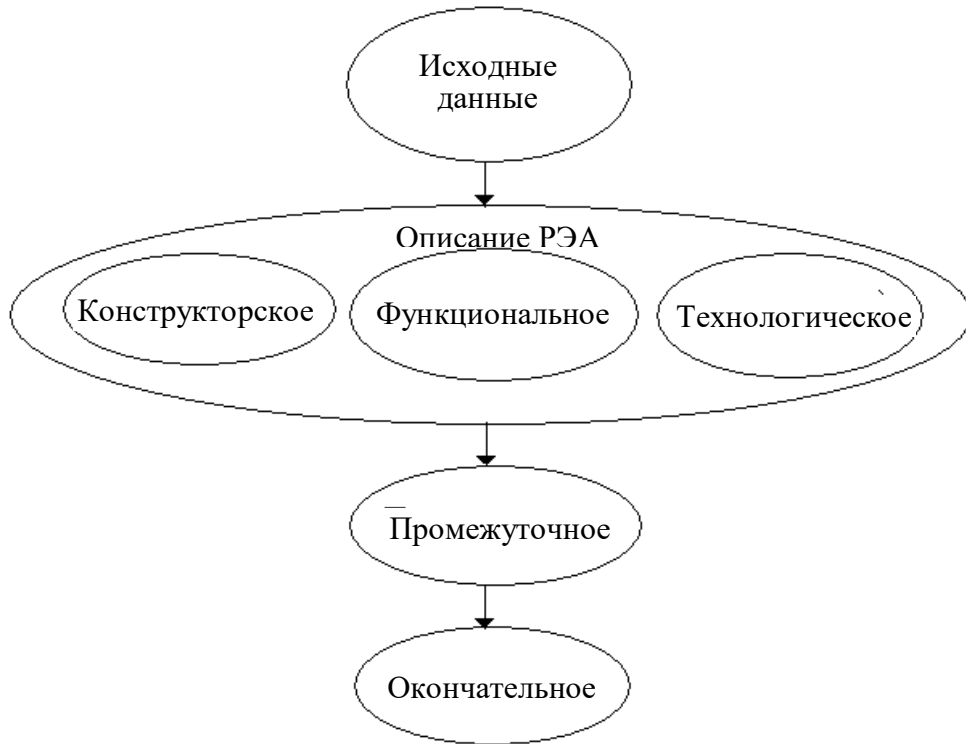 Исходные
данные
Описание РЭА
Конструкторское
Функциональное
Технологическое
Промежуточное
Окончательное